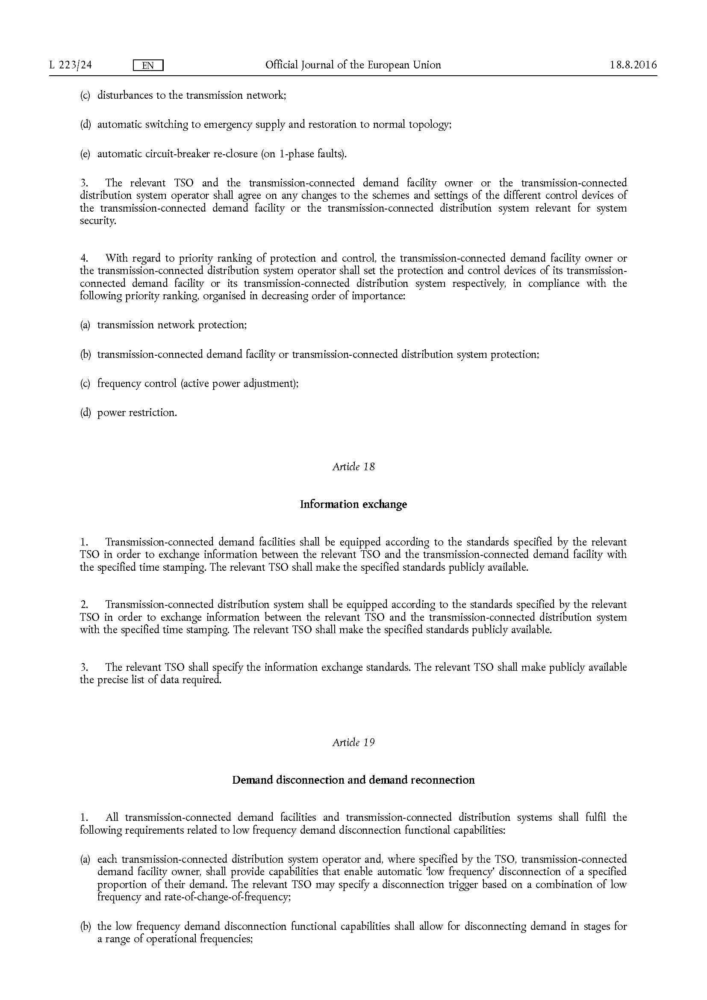 L 223/24 EN Official Journal of the European Union 18.8.2016
(c) disturbances to the transmission network;
(d) automatic switching to emergency supply and restoration to normal topology;
(e) automatic circuit-breaker re-closure (on 1-phase faults).
3. The relevant TSO and the transmission-connected demand facility owner or the transmission-connected
distribution system operator shall agree on any changes to the schemes and settings of the different control devices of
the transmission-connected demand facility or the transmission-connected distribution system relevant for system
security.
4. With regard to priority ranking of protection and control, the transmission-connected demand facility owner or
the transmission-connected distribution system operator shall set the protection and control devices of its transmission-
connected demand facility or its transmission-connected distribution system respectively, in compliance with the
following priority ranking, organised in decreasing order of importance:
(a) transmission network protection;
(b) transmission-connected demand facility or transmission-connected distribution system protection;
(c) frequency control (active power adjustment);
(d) power restriction.
Article 18
Information exchange
1. Transmission-connected demand facilities shall be equipped according to the standards specified by the relevant
TSO in order to exchange information between the relevant TSO and the transmission-connected demand facility with
the specified time stamping. The relevant TSO shall make the specified standards publicly available.
2. Transmission-connected distribution system shall be equipped according to the standards specified by the relevant
TSO in order to exchange information between the relevant TSO and the transmission-connected distribution system
with the specified time stamping. The relevant TSO shall make the specified standards publicly available.
3. The relevant TSO shall specify the information exchange standards. The relevant TSO shall make publicly available
the precise list of data required.
Article 19
Demand disconnection and demand reconnection
1. All transmission-connected demand facilities and transmission-connected distribution systems shall fulfil the
following requirements related to low frequency demand disconnection functional capabilities:
(a) each transmission-connected distribution system operator and, where specified by the TSO, transmission-connected
demand facility owner, shall provide capabilities that enable automatic ‘low frequency’ disconnection of a specified
proportion of their demand. The relevant TSO may specify a disconnection trigger based on a combination of low
frequency and rate-of-change-of-frequency;
(b) the low frequency demand disconnection functional capabilities shall allow for disconnecting demand in stages for
a range of operational frequencies;